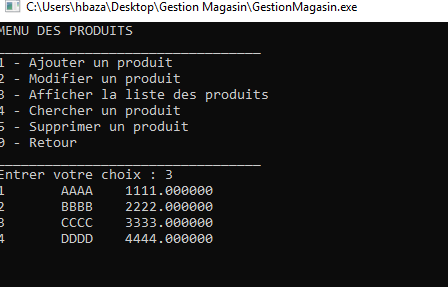 C:\Users\hbaza\Desktop\Gestion Magasin\GestionMagasin.exe
MENU DES PRODUITS
_________________________________
1 - Ajouter un produit
2 - Modifier un produit
3 - Afficher la liste des produits
4 - Chercher un produit
5 - Supprimer un produit
0 - Retour
_________________________________
Entrer votre choix : 3
1 AAAA 1111.000000
2 BBBB 2222.000000
3 CCCC 3333.000000
4 DDDD 4444.000000